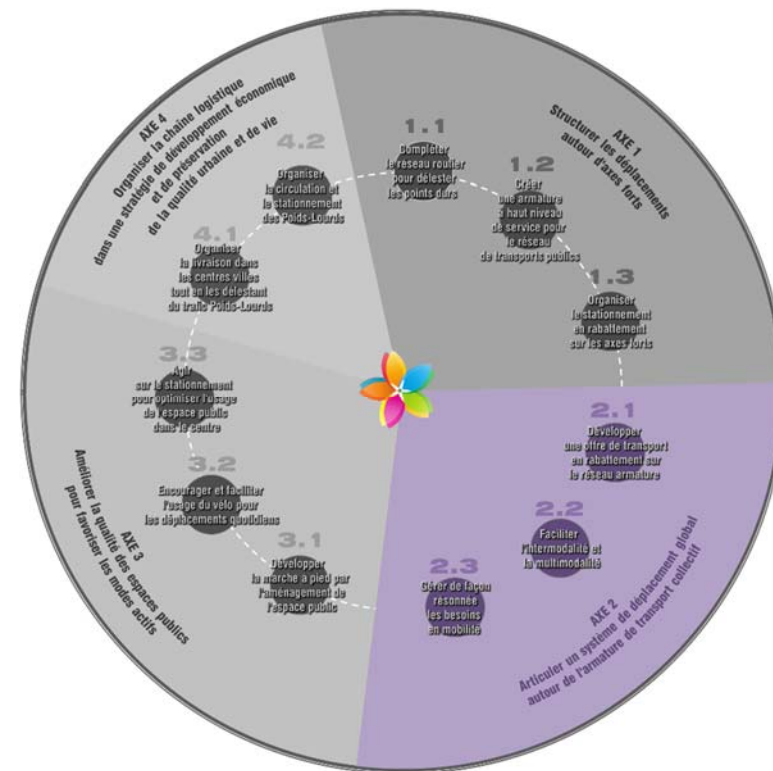 AXE 1
Structurer les déplacements
autour d'axes forts
1.1
Compléter
le réseau routier
pour délester
les points durs
1.2
Créer
une armature
à haut niveau
de service pour
le réseau
de transports publics
1.3
Organiser
le stationnement
en rabattement
sur les axes forts
AXE 2
Articuler un système de déplacement global
autour de l'armature de transport collectif
2.1
Développer
une offre de transport
en rabattement sur
le réseau armature
2.2
Faciliter
l'intermodalité et
la multimodalité
2.3
Gérer de façon
résonnée
les besoins
en mobilité
AXE 3
Améliorer la qualité des espaces publics
pour favoriser les modes actifs
3.1
Développer
la marche à pied par
l'aménagement de
l'espace public
3.2
Encourager et faciliter
l'usage du vélo pour
les déplacements quotidiens
3.3
Agir
sur le stationnement
pour optimiser l'usage
de l'espace public
dans le centre
AXE 4
Organiser la chaîne logistique
dans une stratégie de développement économique
et de préservation
de la qualité urbaine et de vie
4.1
Organiser
la livraison dans
les centres villes
tout en les délestant
du trafic Poids-Lourds
4.2
Organiser
la circulation et
le stationnement
des Poids-Lourds